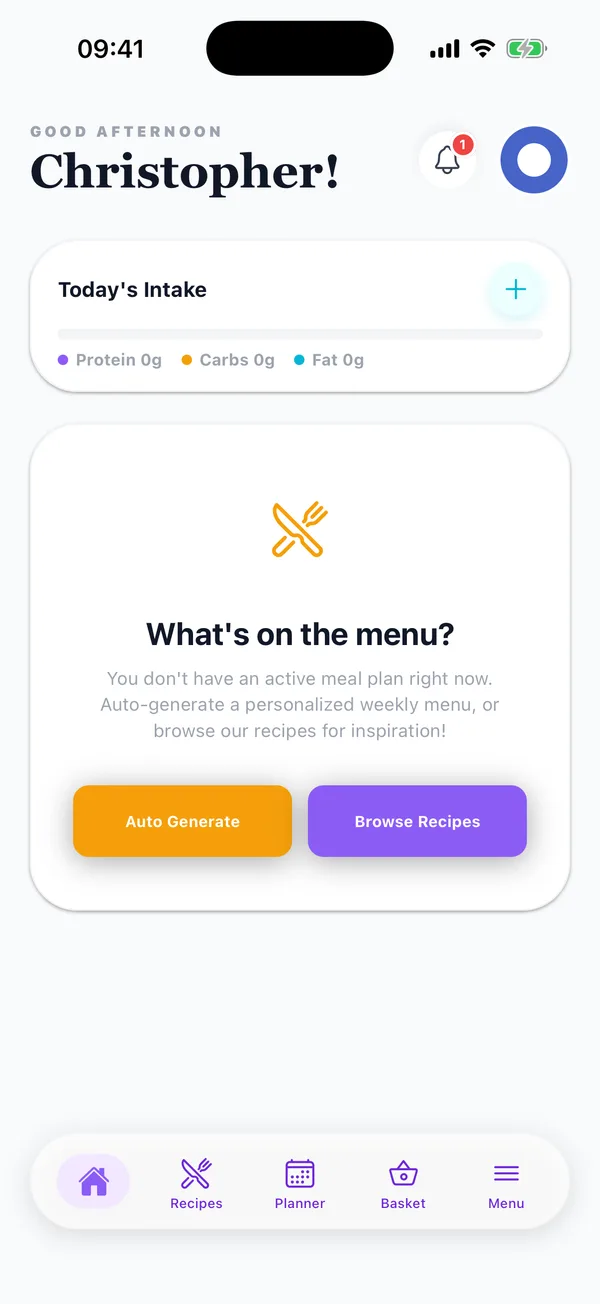 09:41
GOOD AFTERNOON
Christopher!
1
Today's Intake
Protein 0g Carbs 0g Fat 0g
What's on the menu?
You don't have an active meal plan right now.
Auto-generate a personalized weekly menu, or
browse our recipes for inspiration!
Auto Generate
Browse Recipes
Recipes
Planner
Basket
Menu